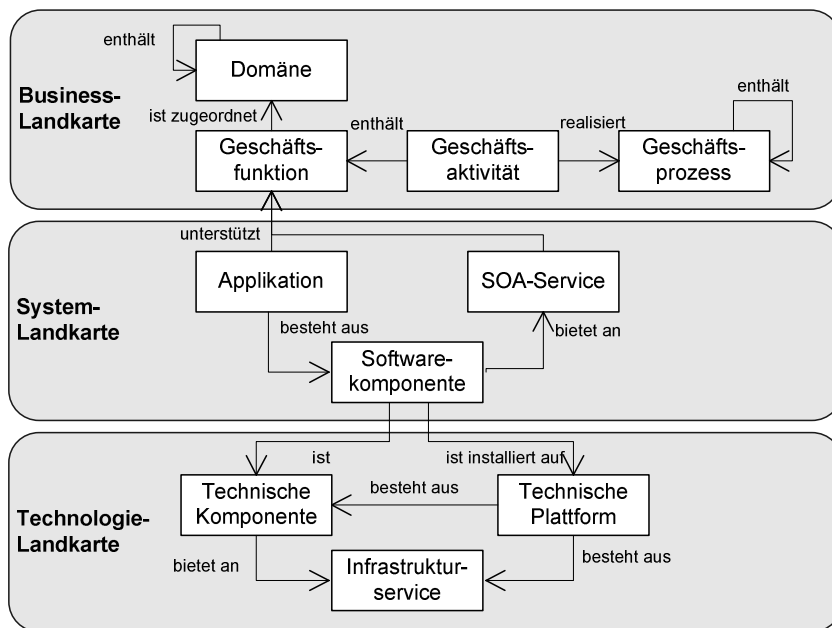 enthält
Domäne
Business-
Landkarte
ist zugeordnet
enthält
Geschäfts-
funktion
enthält
Geschäfts-
aktivität
realisiert
Geschäfts-
prozess
unterstützt
Applikation
SOA-Service
System-
Landkarte
besteht aus
Software-
komponente
bietet an
ist
ist installiert auf
Technische
Komponente
besteht aus
Technische
Plattform
Technologie-
Landkarte
bietet an
Infrastruktur-
service
besteht aus